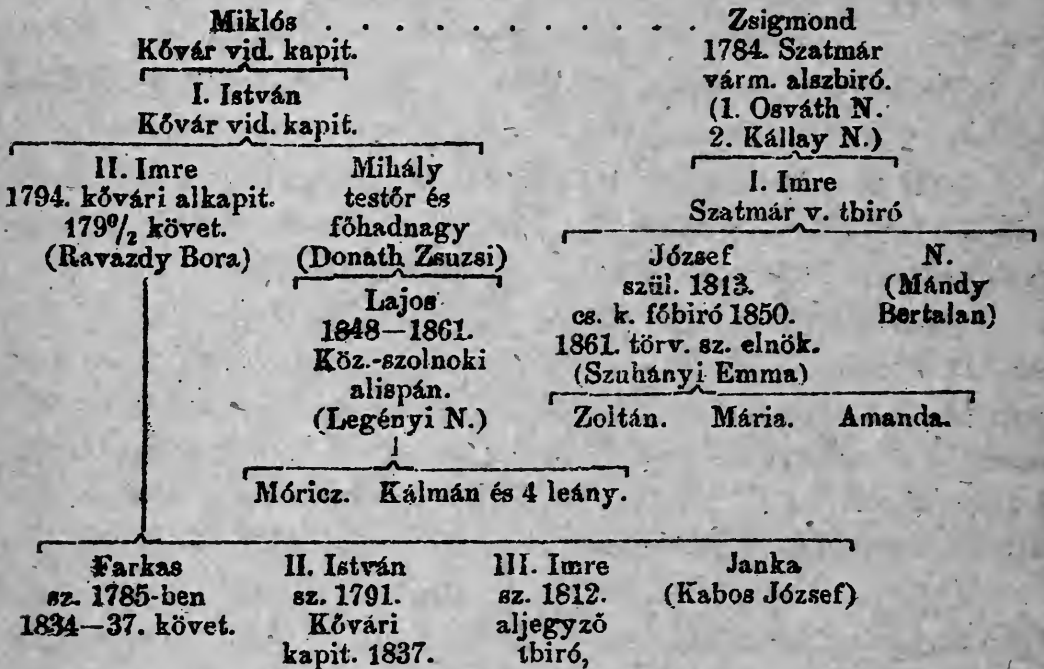 Miklós . . . . . . . . . . . . . Zsigmond
Kővár vid. kapit.
1784. Szatmár
várm. alszbiró.
(1. Osváth N.
2. Kállay N.)
I. István
Kővár vid. kapit.
II. Imre
1794. kővári alkapit.
179⁰/₂ követ.
(Ravazdy Bora)
Mihály
testőr és
főhadnagy
(Donath Zsuzsi)
I. Imre
Szatmár v. tbiró
Lajos
1848—1861.
Köz.-szolnoki
alispán.
(Legényi N.)
József
szül. 1813.
cs. k. főbiró 1850.
1861. törv. sz. elnök.
(Szuhányi Emma)
N.
(Mándy
Bertalan)
Zoltán. Mária. Amanda.
Móricz. Kálmán és 4 leány.
Farkas
sz. 1785-ben
1834—37. követ.
II. István
sz. 1791.
Kővári
kapit. 1837.
III. Imre
sz. 1812.
aljegyző
tbiró,
Janka
(Kabos József)